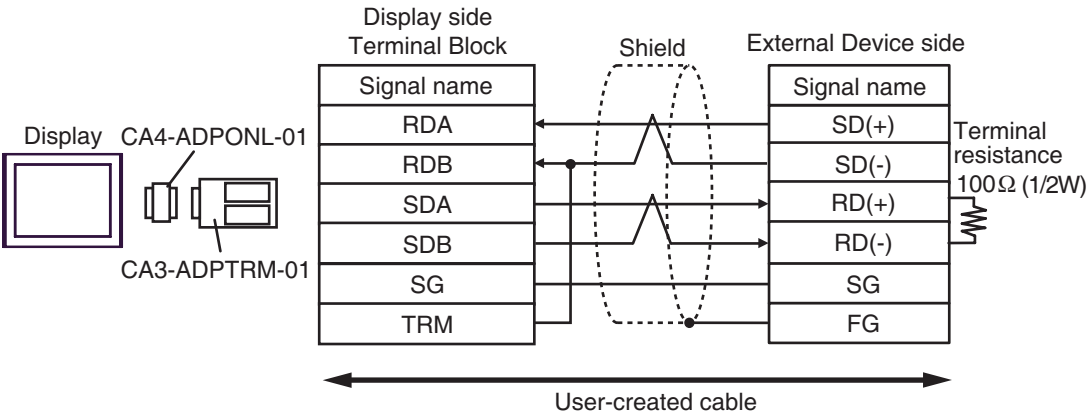 Display side
Terminal Block
Shield
External Device side
Signal name
Signal name
Display
CA4-ADPONL-01
CA3-ADPTRM-01
RDA
SD(+)
RDB
SD(-)
SDA
RD(+)
SDB
RD(-)
SG
SG
TRM
FG
Terminal
resistance
100Ω (1/2W)
User-created cable